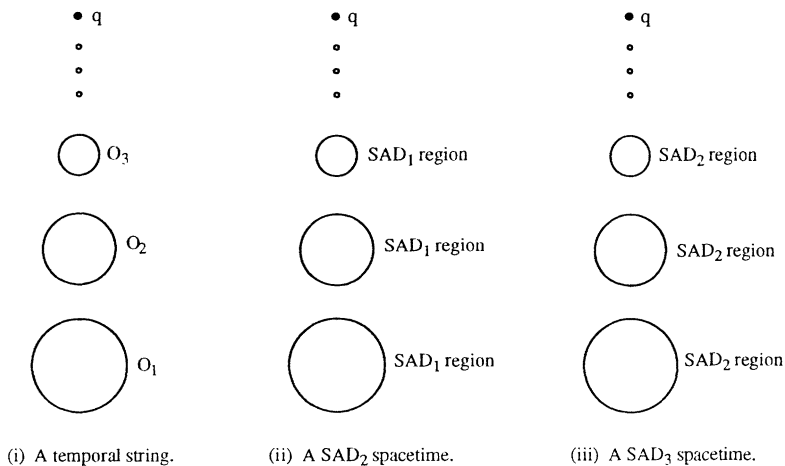 q
q
q
O3
SAD1 region
SAD2 region
O2
SAD1 region
SAD2 region
O1
SAD1 region
SAD2 region
(i) A temporal string.
(ii) A SAD2 spacetime.
(iii) A SAD3 spacetime.